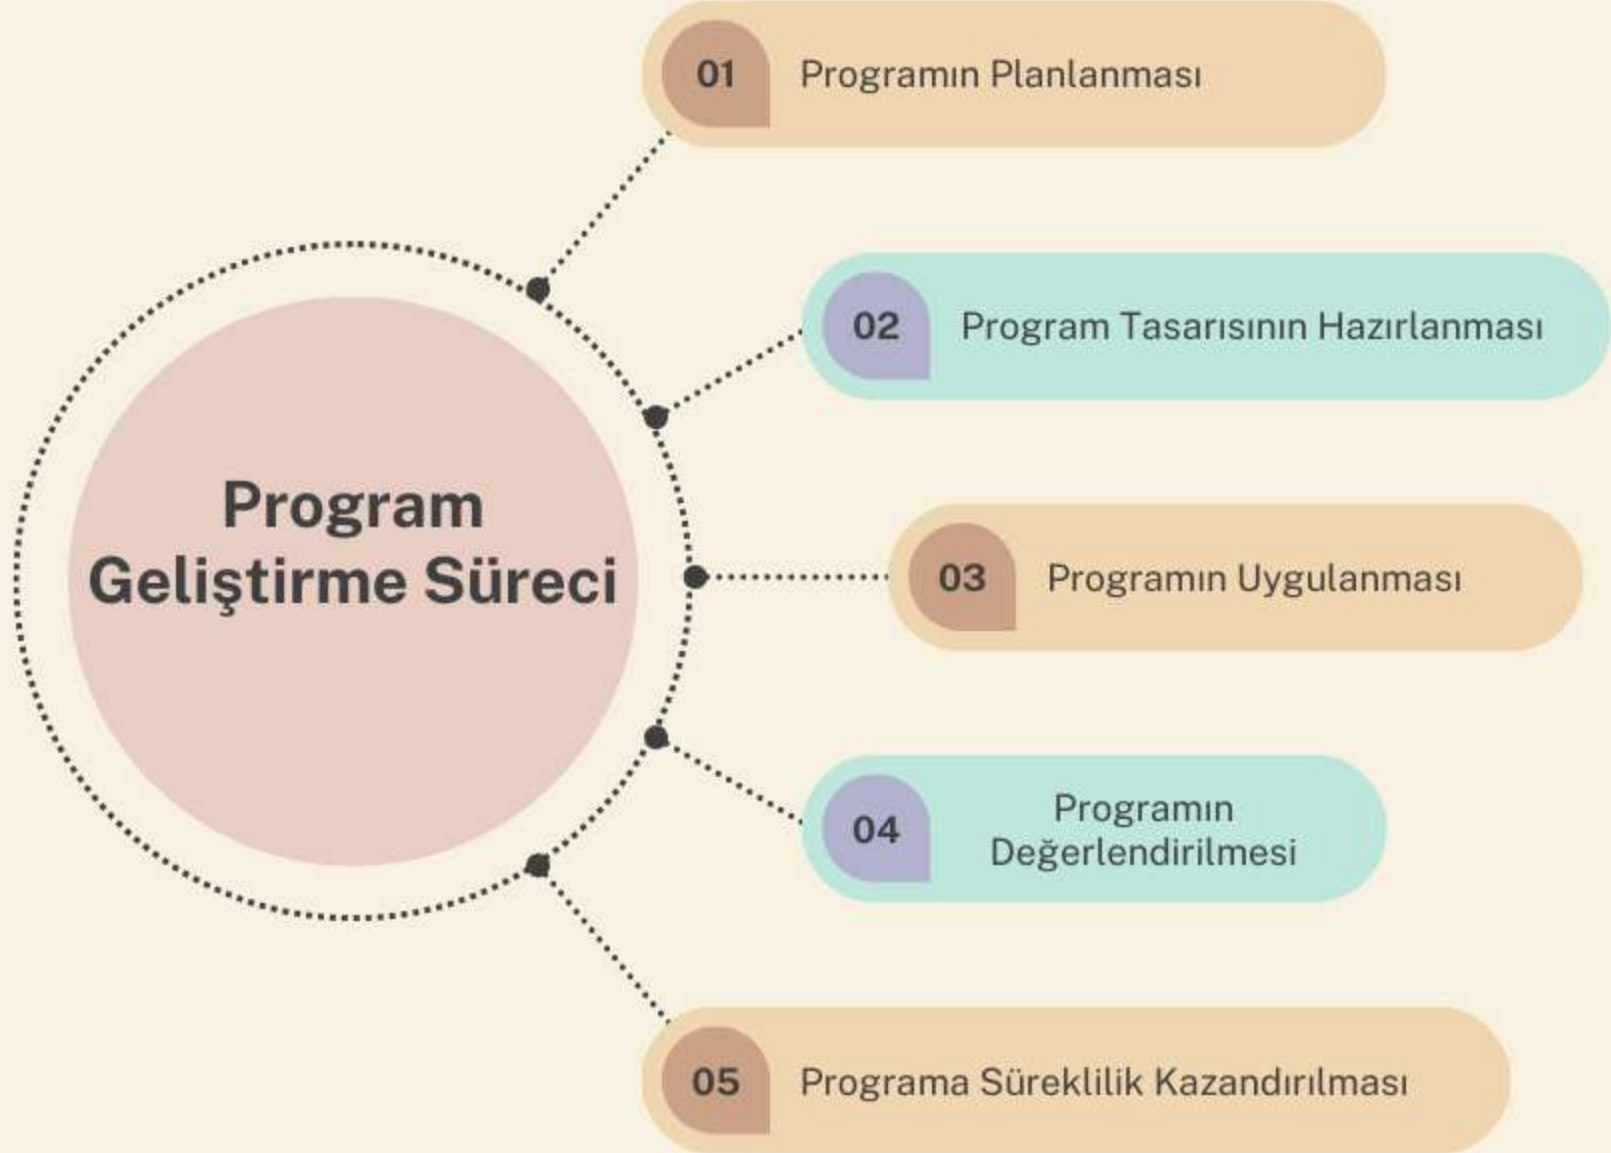 Program
Geliştirme Süreci
01 Programın Planlanması
02 Program Tasarısının Hazırlanması
03 Programın Uygulanması
04 Programın
Değerlendirilmesi
05 Programa Süreklilik Kazandırılması